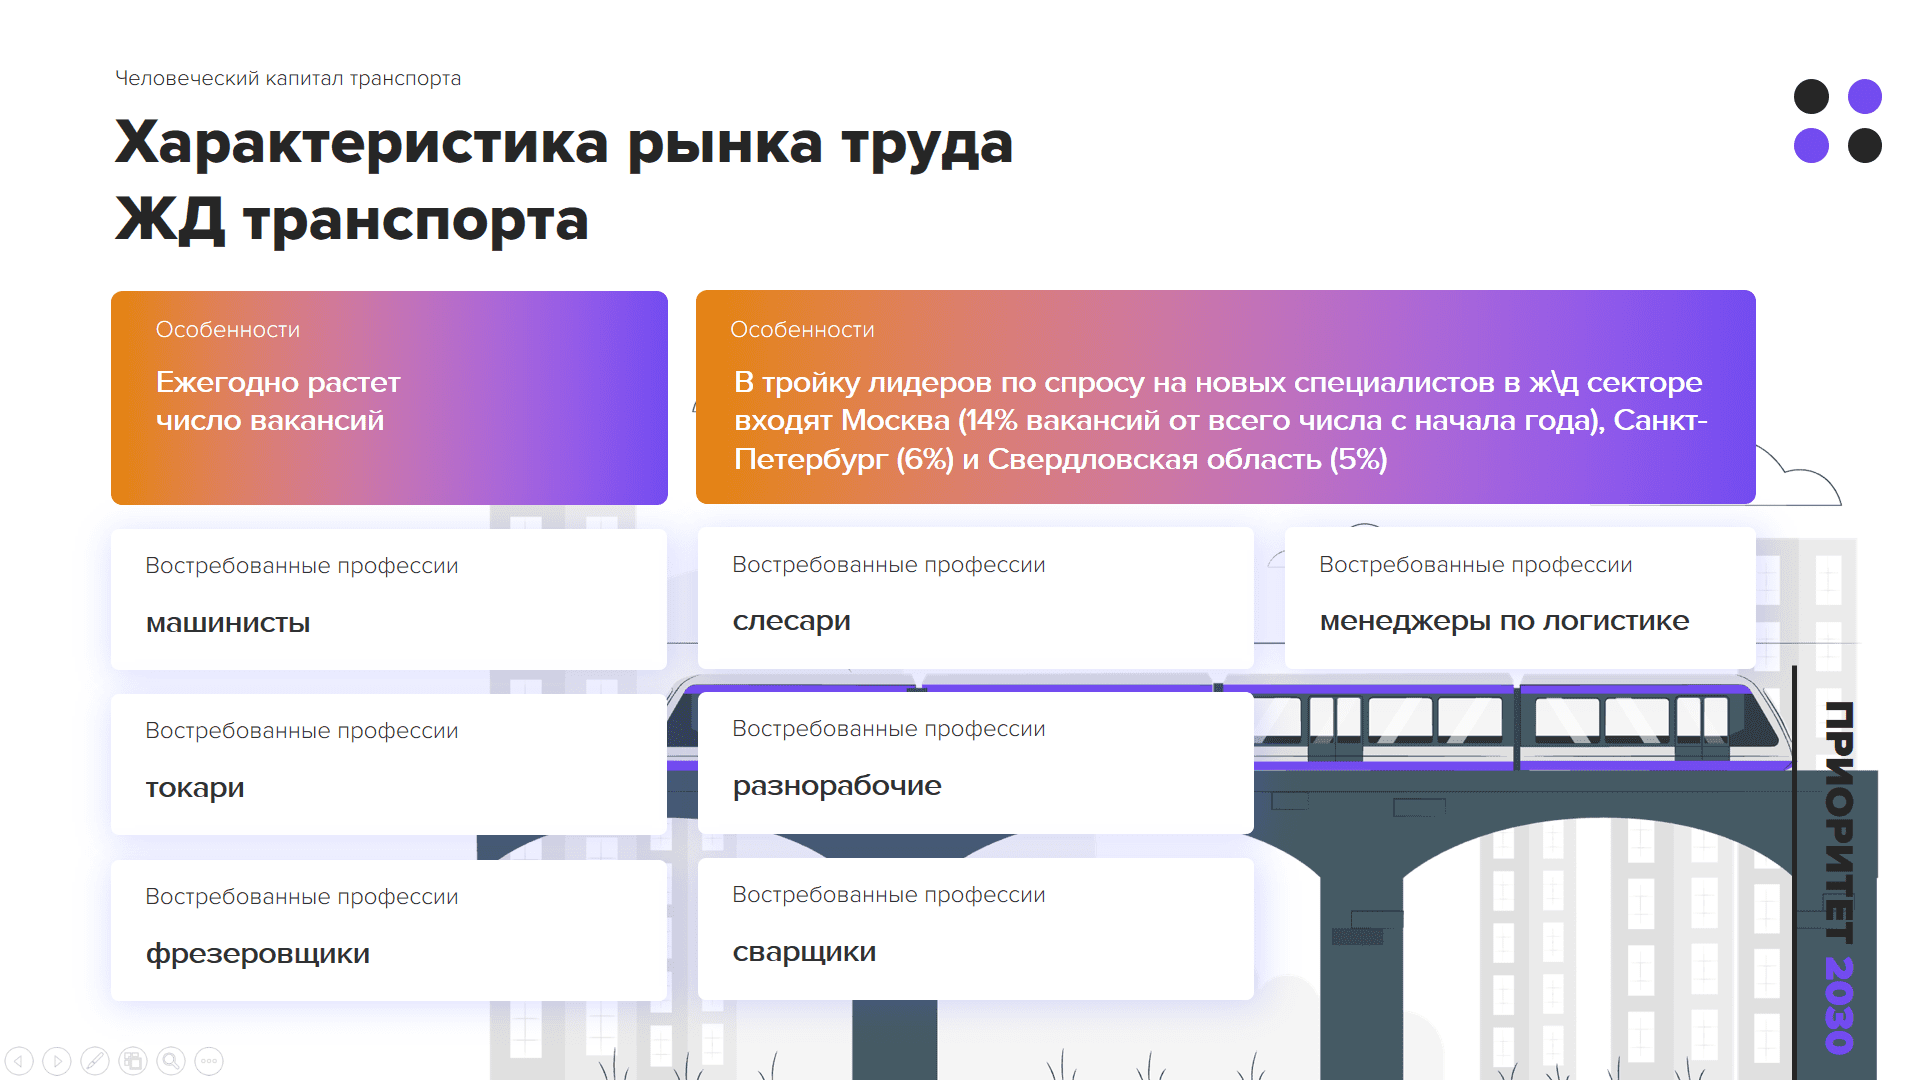 Человеческий капитал транспорта
Характеристика рынка труда
ЖД транспорта
Особенности
Ежегодно растет
число вакансий
Особенности
В тройку лидеров по спросу на новых специалистов в ж\д секторе
входят Москва (14% вакансий от всего числа с начала года), Санкт-
Петербург (6%) и Свердловская область (5%)
Востребованные профессии
машинисты
Востребованные профессии
слесари
Востребованные профессии
менеджеры по логистике
Востребованные профессии
токари
Востребованные профессии
разнорабочие
Востребованные профессии
фрезеровщики
Востребованные профессии
сварщики
ПРИОРИТЕТ 2030